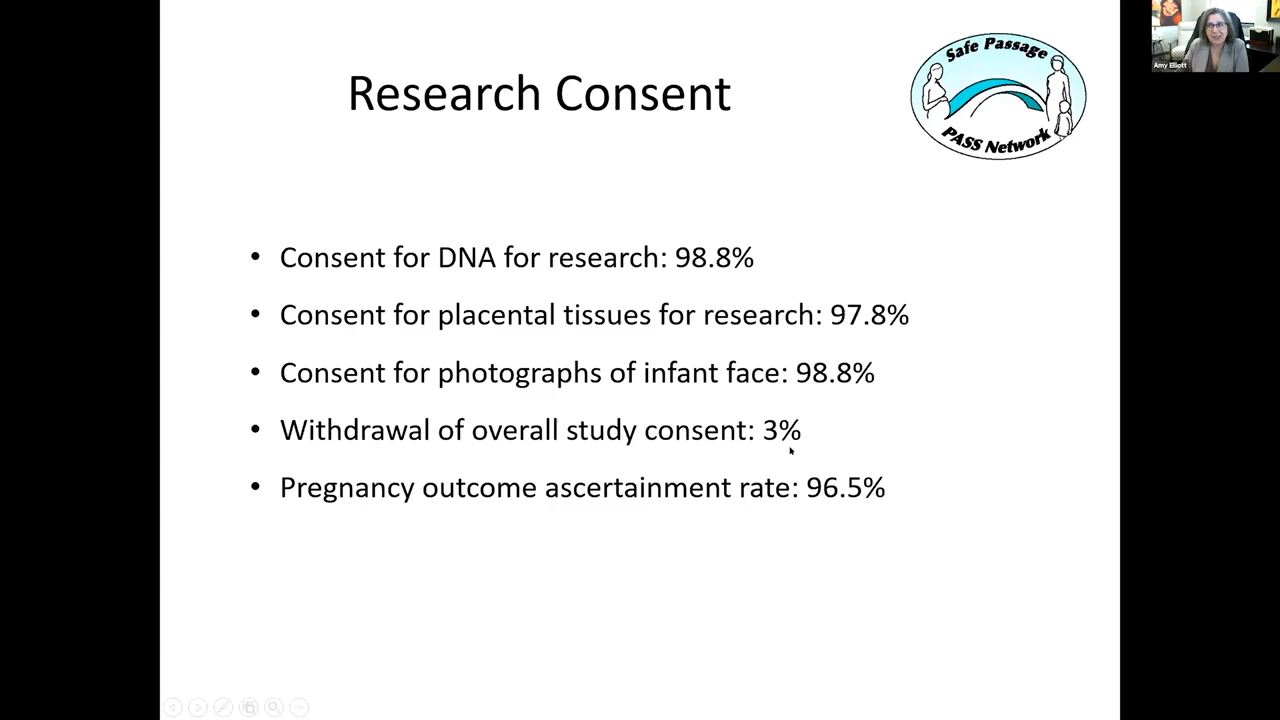 Research Consent
Safe Passage
PASS Network
Amy Elliott
• Consent for DNA for research: 98.8%
• Consent for placental tissues for research: 97.8%
• Consent for photographs of infant face: 98.8%
• Withdrawal of overall study consent: 3%
• Pregnancy outcome ascertainment rate: 96.5%